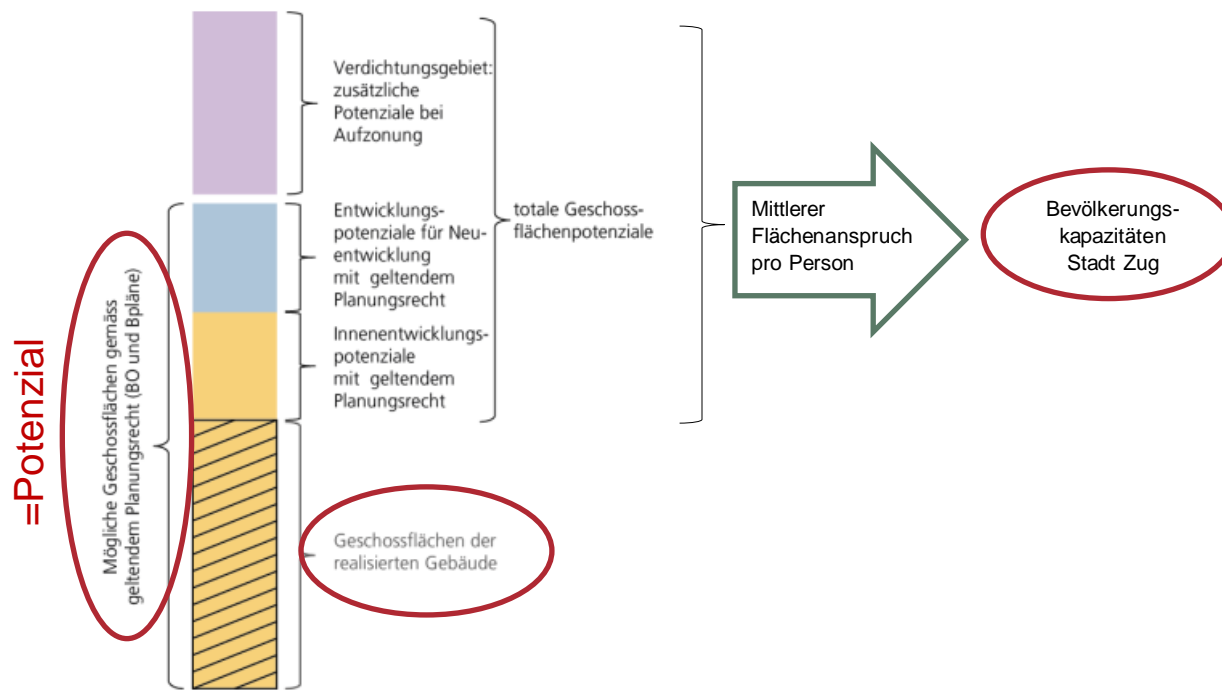 =Potenzial
Mögliche Geschossflächen gemäss
geltendem Planungsrecht (BO und Bpläne)
Verdichtungsgebiet:
zusätzliche
Potenziale bei
Aufzonung
Entwicklungs-
potenziale für Neu-
entwicklung
mit geltendem
Planungsrecht
Innenentwicklungs-
potenziale
mit geltendem
Planungsrecht
Geschossflächen der
realisierten Gebäude
totale Geschoss-
flächenpotenziale
Mittlerer
Flächenanspruch
pro Person
Bevölkerungs-
kapazitäten
Stadt Zug